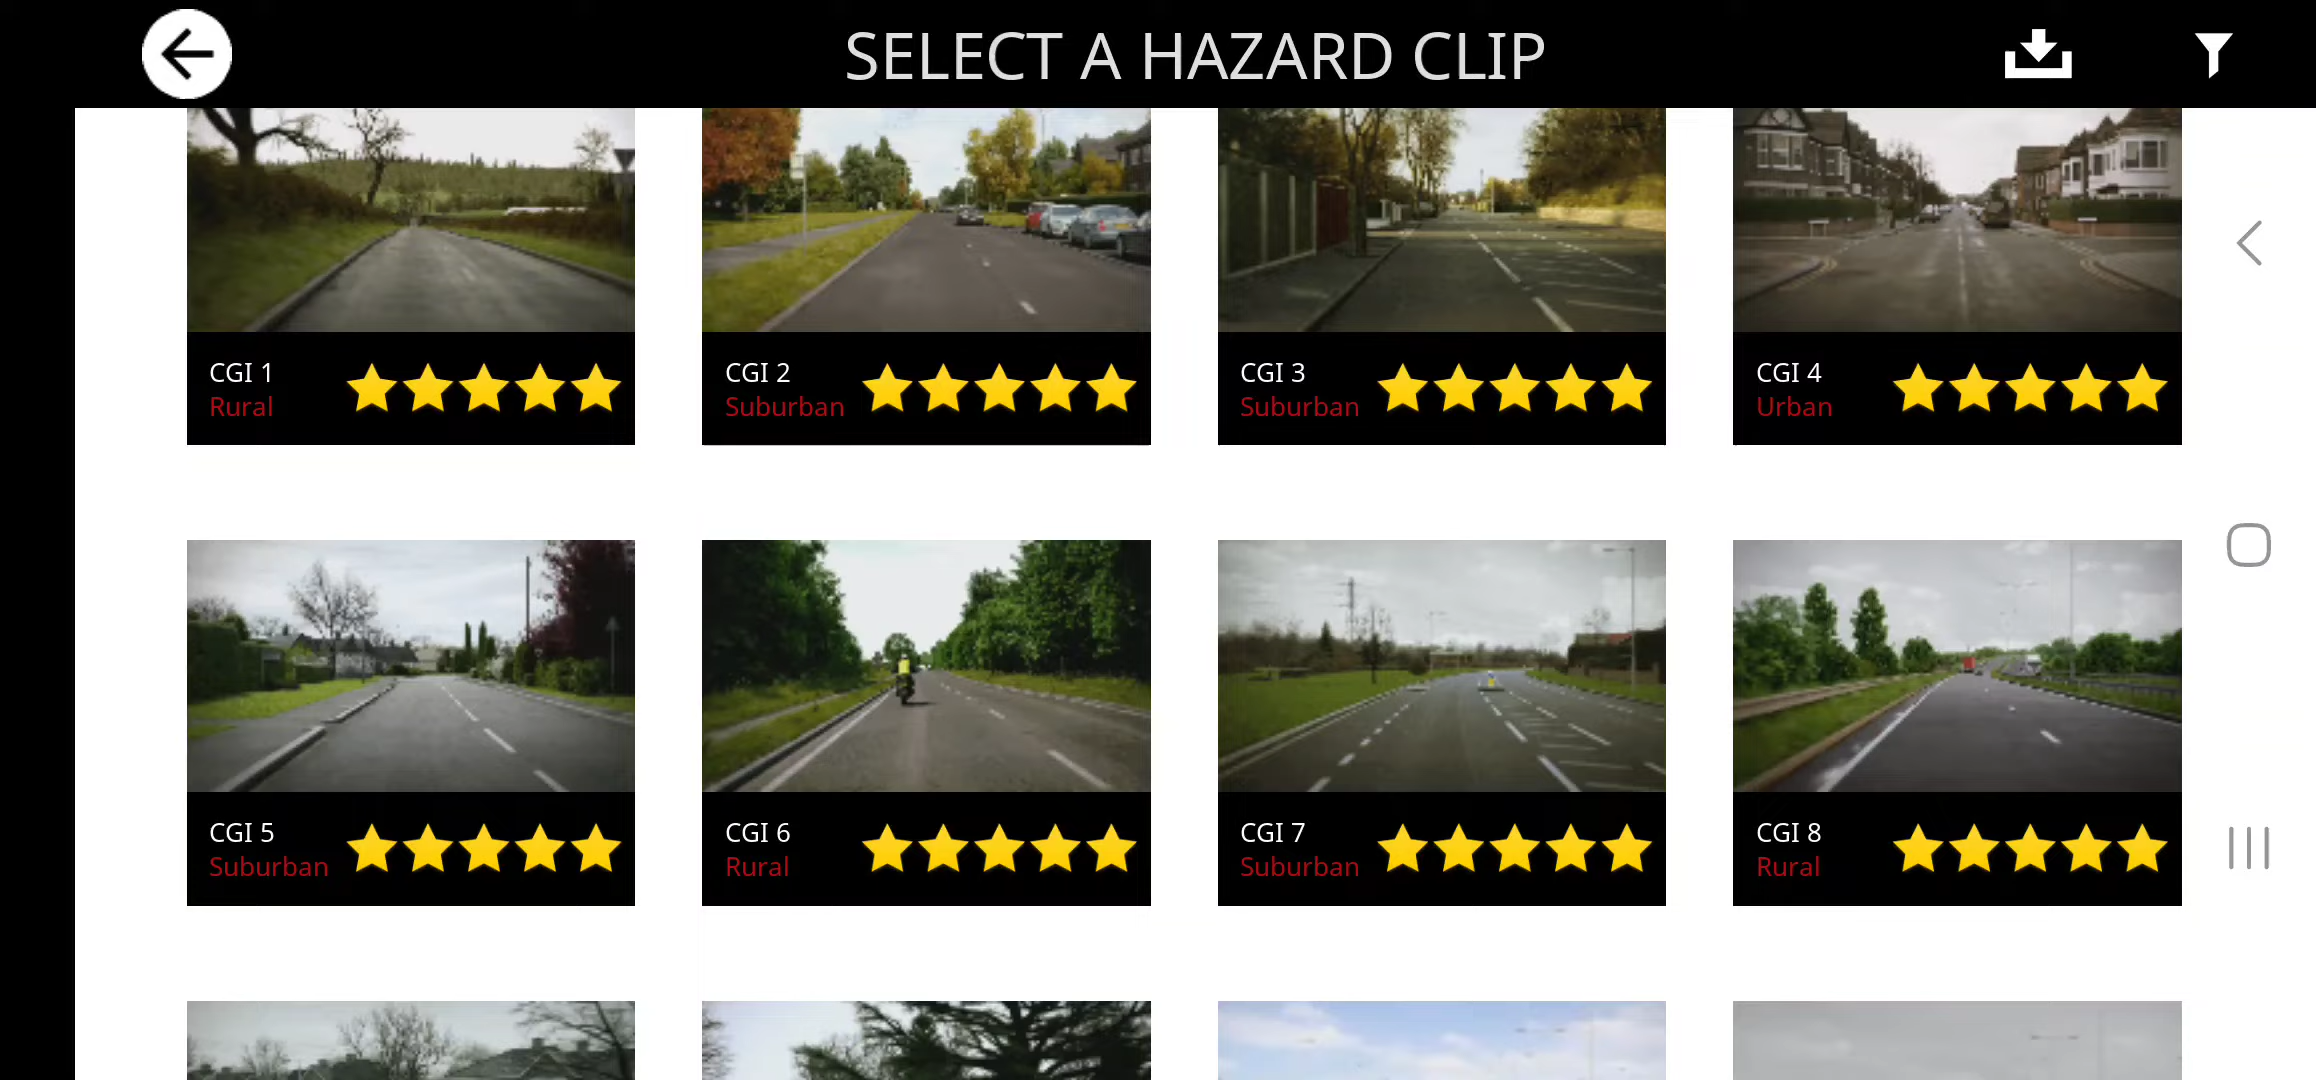 SELECT A HAZARD CLIP
CGI 1
Rural
CGI 2
Suburban
CGI 3
Suburban
CGI 4
Urban
CGI 5
Suburban
CGI 6
Rural
CGI 7
Suburban
CGI 8
Rural